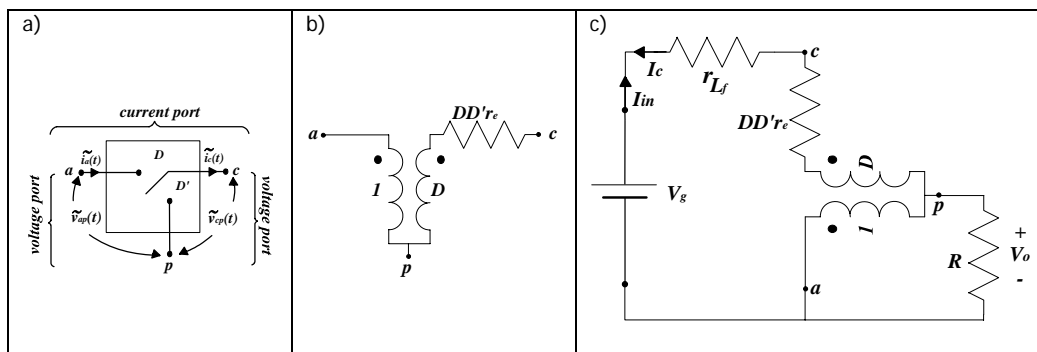 a)
current port
ĩa(t)
D
ĩc(t)
a
D'
c
voltage port
ṽap(t)
ṽcp(t)
voltage port
p
b)
DD're
a
c
1
D
p
c)
c
Ic
rLf
Iin
DD're
D
Vg
p
1
+
R
Vo
-
a